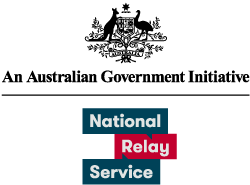 An Australian Government Initiative
National
Relay
Service